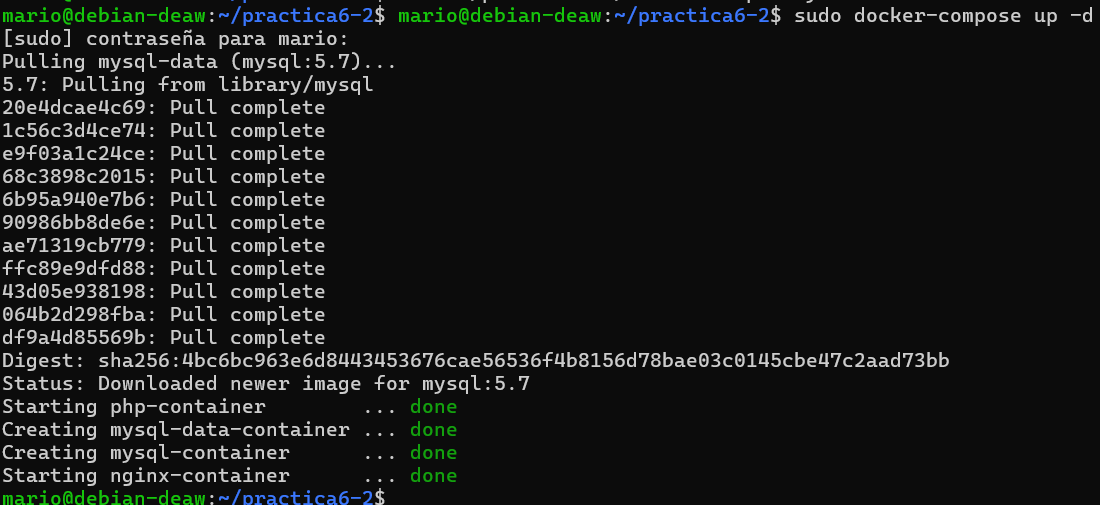 mario@debian-deaw:~/practica6-2$ mario@debian-deaw:~/practica6-2$ sudo docker-compose up -d
[sudo] contraseña para mario:
Pulling mysql-data (mysql:5.7)...
5.7: Pulling from library/mysql
20e4dcae4c69: Pull complete
1c56c3d4ce74: Pull complete
e9f03a1c24ce: Pull complete
68c3898c2015: Pull complete
6b95a940e7b6: Pull complete
90986bb8de6e: Pull complete
ae71319cb779: Pull complete
ffc89e9dfd88: Pull complete
43d05e938198: Pull complete
064b2d298fba: Pull complete
df9a4d85569b: Pull complete
Digest: sha256:4bc6bc963e6d8443453676cae56536f4b8156d78bae03c0145cbe47c2aad73bb
Status: Downloaded newer image for mysql:5.7
Starting php-container        ... done
Creating mysql-data-container ... done
Creating mysql-container      ... done
Starting nginx-container      ... done
mario@debian-deaw:~/practica6-2$